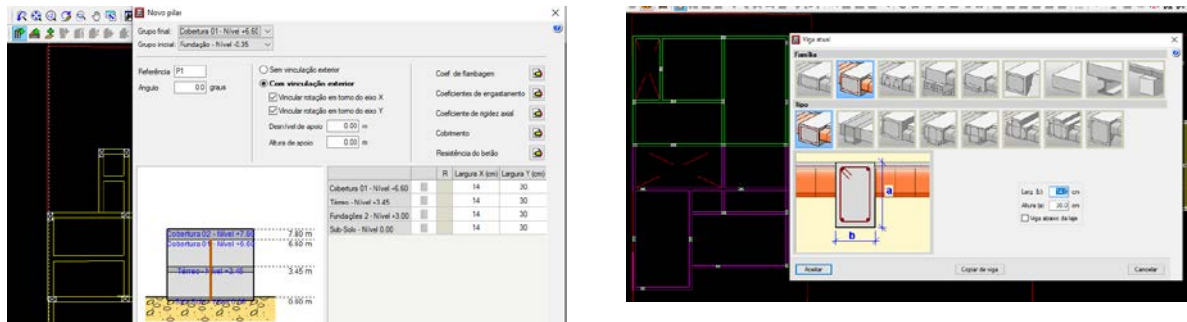 Novo pilar
Grupo final: Cobertura 01 - Nível +6.60
Grupo inicial: Fundação - Nível -0.35
Referência P1
Ângulo 0.0 graus
Sem vinculação exterior
Com vinculação exterior
Vincular rotação em torno do eixo X
Vincular rotação em torno do eixo Y
Desnível de apoio 0.00 m
Altura de apoio 0.00 m
Coef. de flambagem
Coeficientes de engastamento
Coeficiente de rigidez axial
Cobrimento
Resistência do betão
R Largura X (cm) Largura Y (cm)
Cobertura 01 - Nível +6.60 14 30
Térreo - Nível +3.45 14 30
Fundações 2 - Nível +3.00 14 30
Sub-Solo - Nível 0.00 14 30
Cobertura 02 - Nível +7.80 7.80 m
Cobertura 01 - Nível +6.60 6.60 m
Térreo - Nível +3.45 3.45 m
0.00 m
Viga atual
Família
Tipo
a
b
Larg. (b): cm
Altura (a): 30.0 cm
Viga abaixo da laje
Aceitar
Copiar de viga
Cancelar